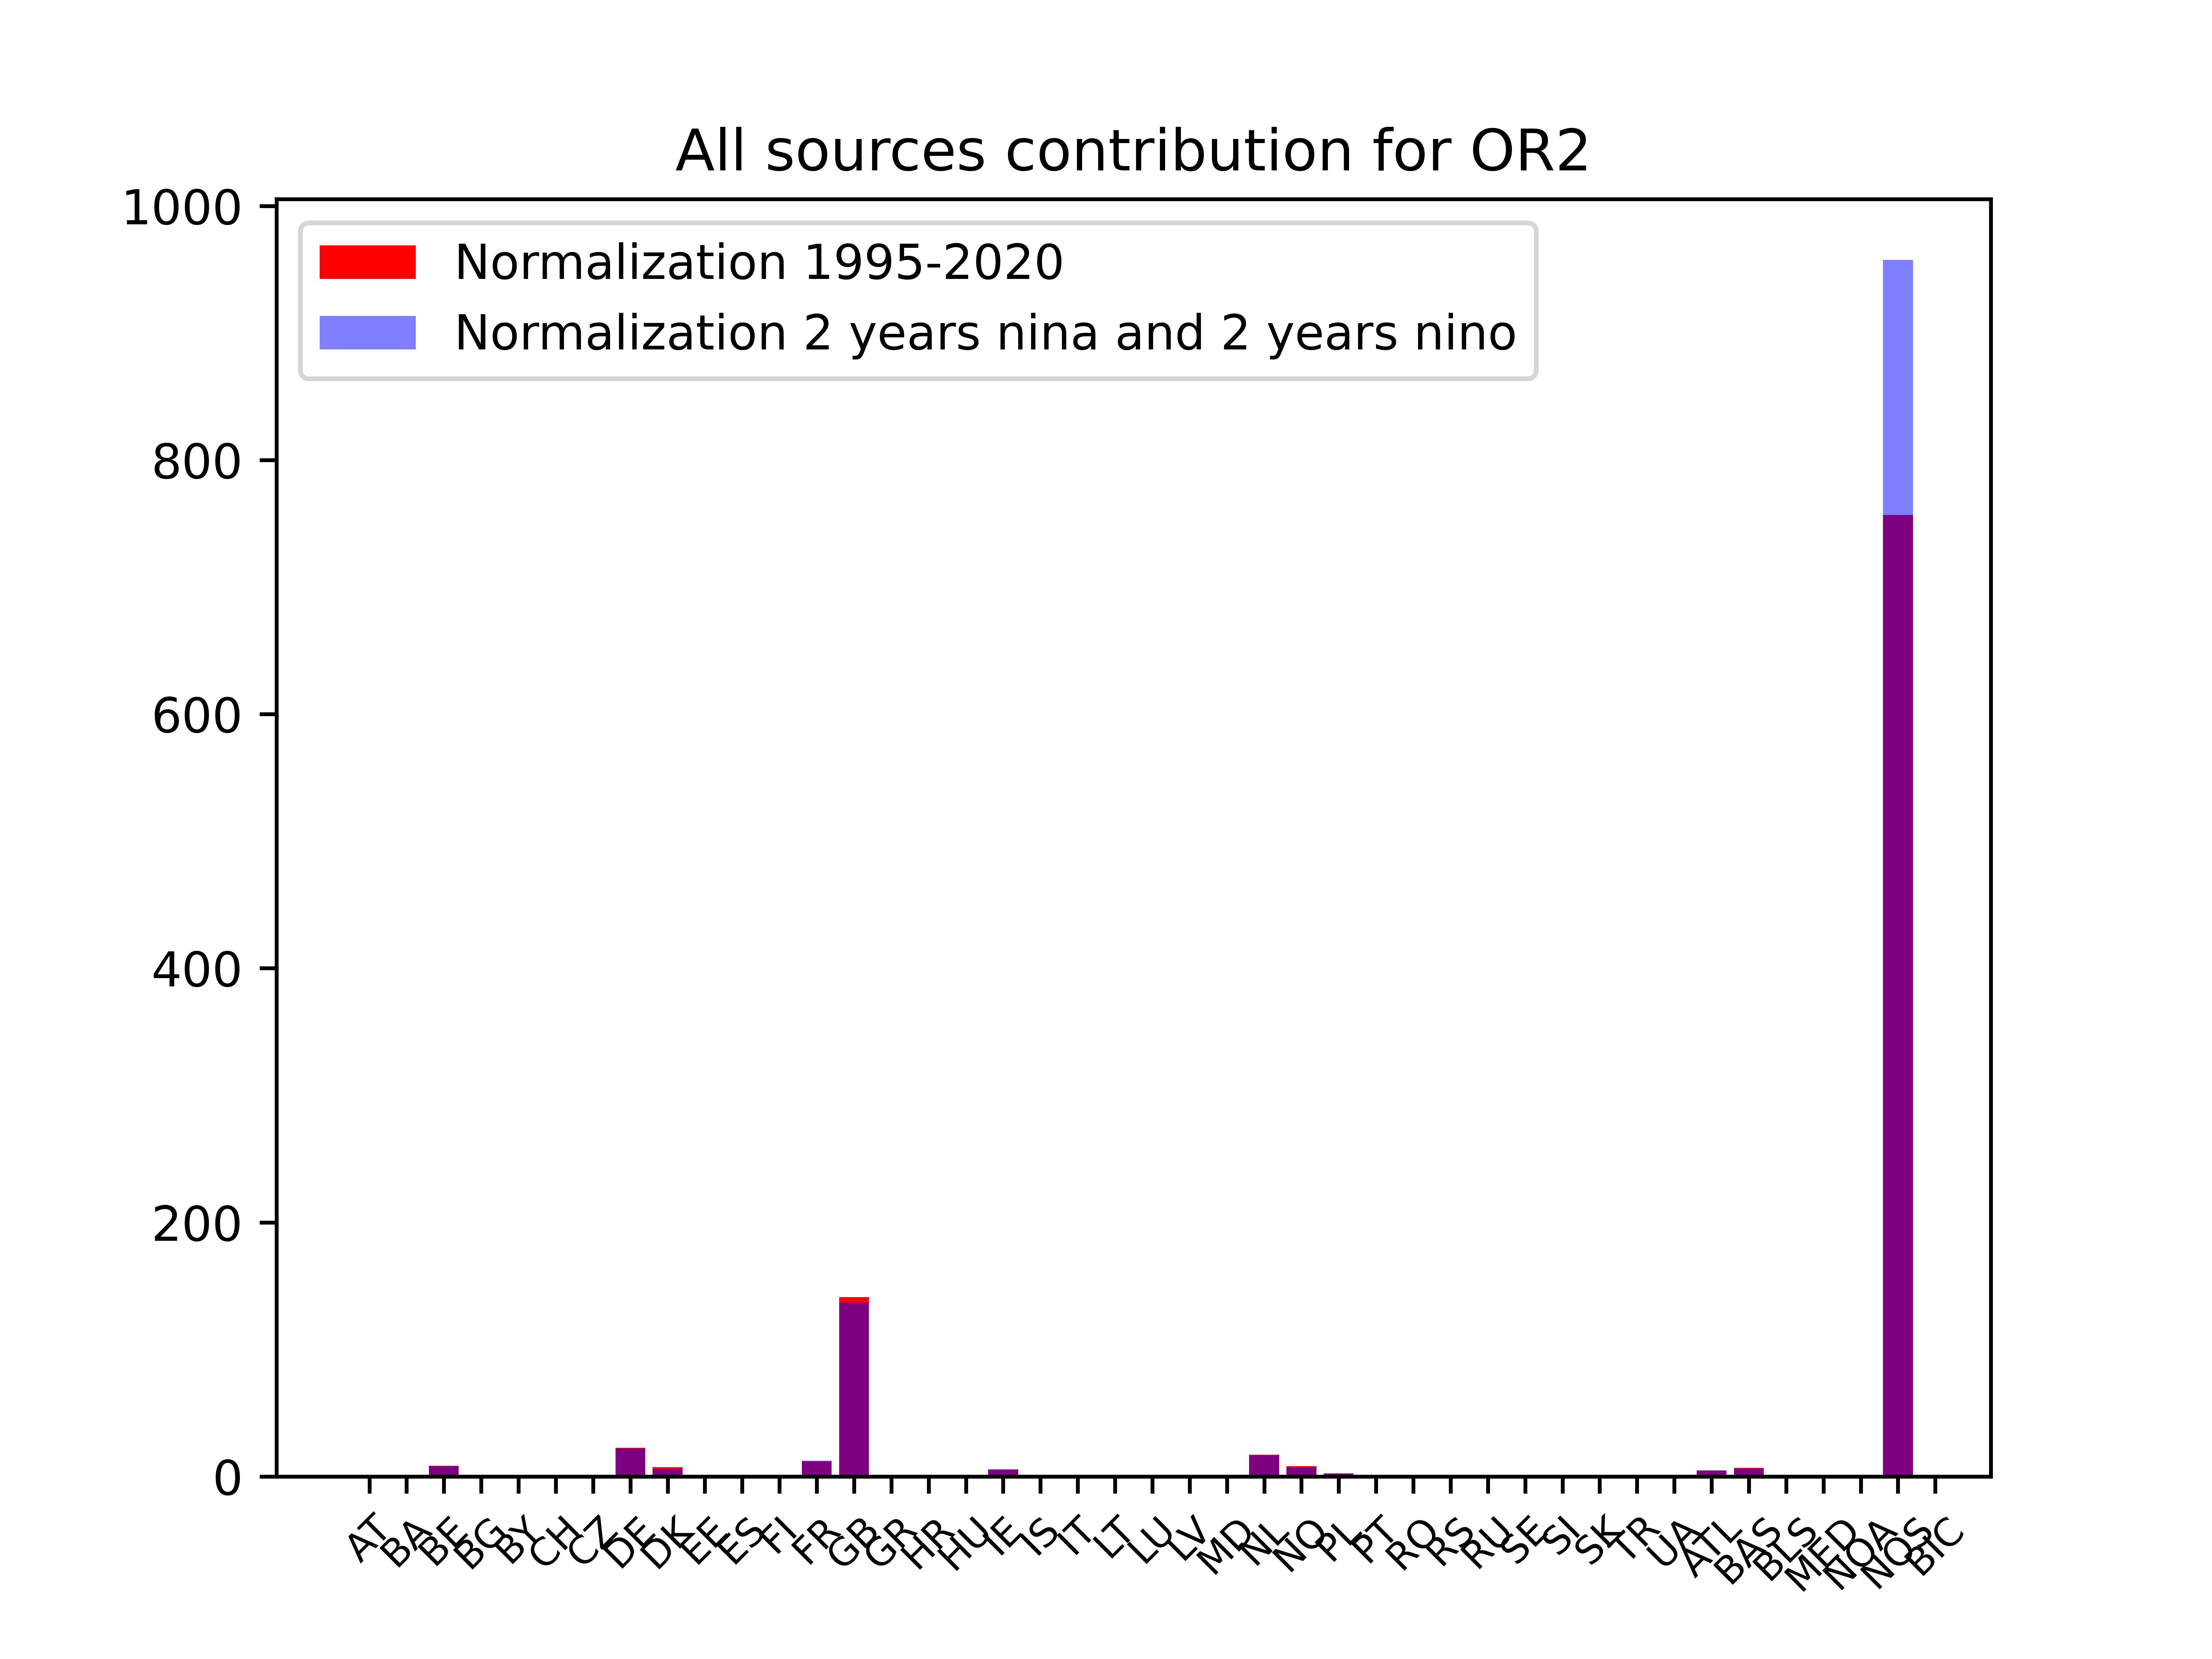 All sources contribution for OR2
1000
800
600
400
200
0
Normalization 1995-2020
Normalization 2 years nina and 2 years nino
AT
BA
BE
BG
BY
CH
CZ
DE
DK
EE
ES
FI
FR
GB
GR
HR
HU
IE
IS
IT
LT
LU
LV
MD
NL
NO
PL
PT
RO
RS
RU
SE
SI
SK
TR
UA
ATL
BAS
BLS
MED
NOA
NOS
BIC